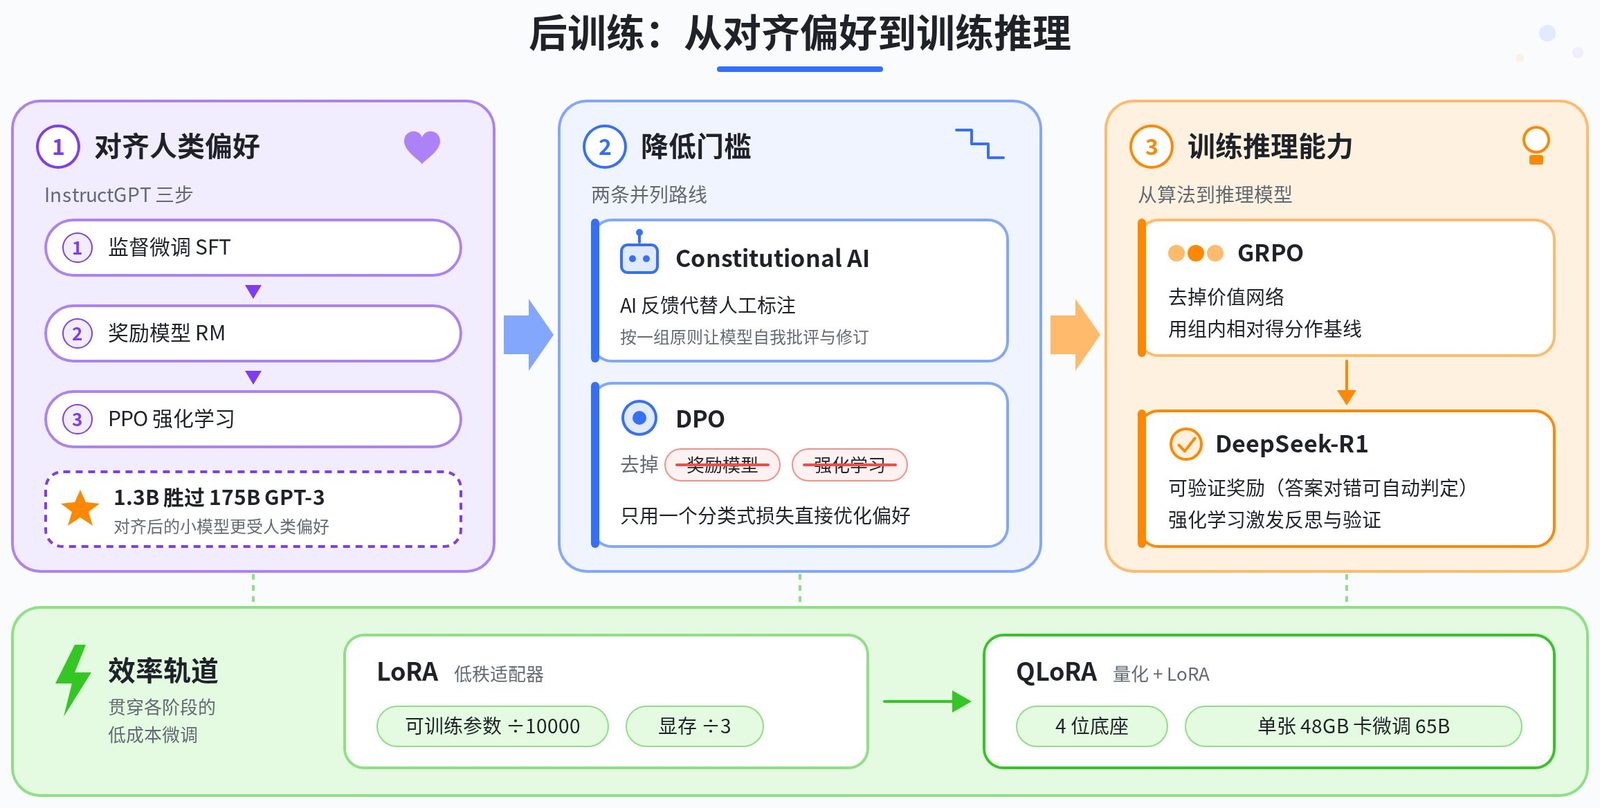 后训练：从对齐偏好到训练推理
1 对齐人类偏好
InstructGPT 三步
1 监督微调 SFT
2 奖励模型 RM
3 PPO 强化学习
1.3B 胜过 175B GPT-3
对齐后的小模型更受人类偏好
2 降低门槛
两条并列路线
Constitutional AI
AI 反馈代替人工标注
按一组原则让模型自我批评与修订
DPO
去掉 奖励模型 强化学习
只用一个分类式损失直接优化偏好
3 训练推理能力
从算法到推理模型
GRPO
去掉价值网络
用组内相对得分作基线
DeepSeek-R1
可验证奖励（答案对错可自动判定）
强化学习激发反思与验证
效率轨道
贯穿各阶段的
低成本微调
LoRA 低秩适配器
可训练参数 ÷10000 显存 ÷3
QLoRA 量化 + LoRA
4 位底座 单张 48GB 卡微调 65B